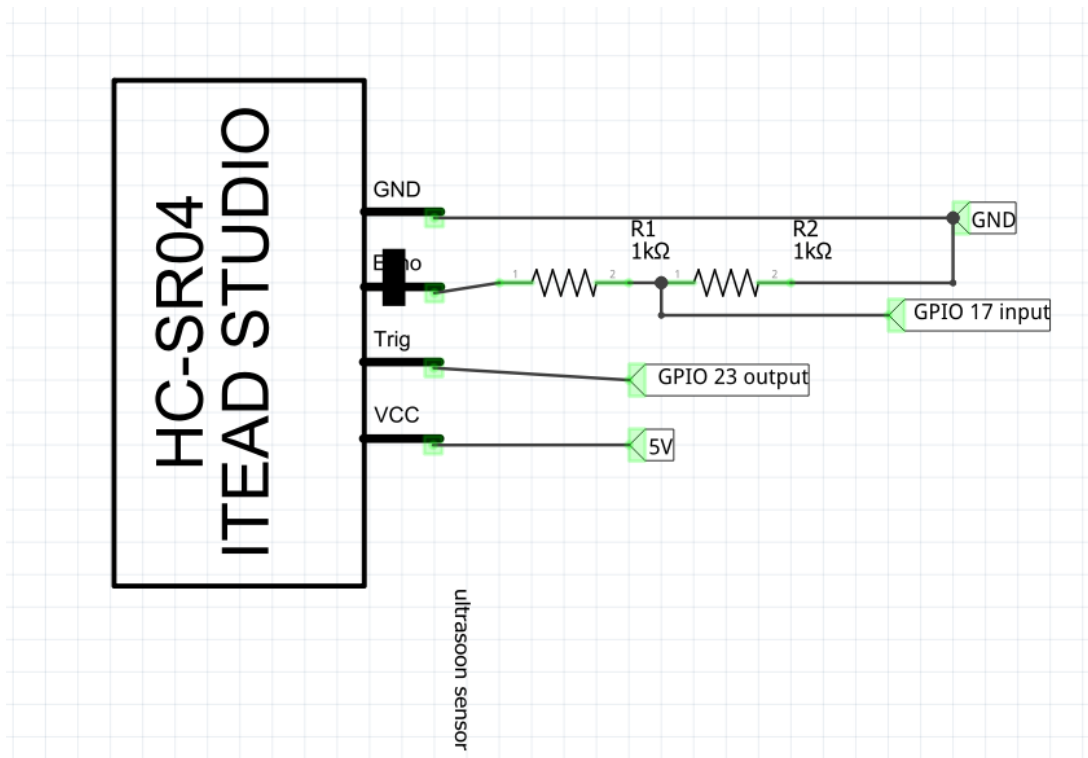 HC-SR04
ITEAD STUDIO
GND
Trig
VCC
R1
1kΩ
R2
1kΩ
1
2
1
2
GND
GPIO 17 input
GPIO 23 output
5V
ultrasoon sensor